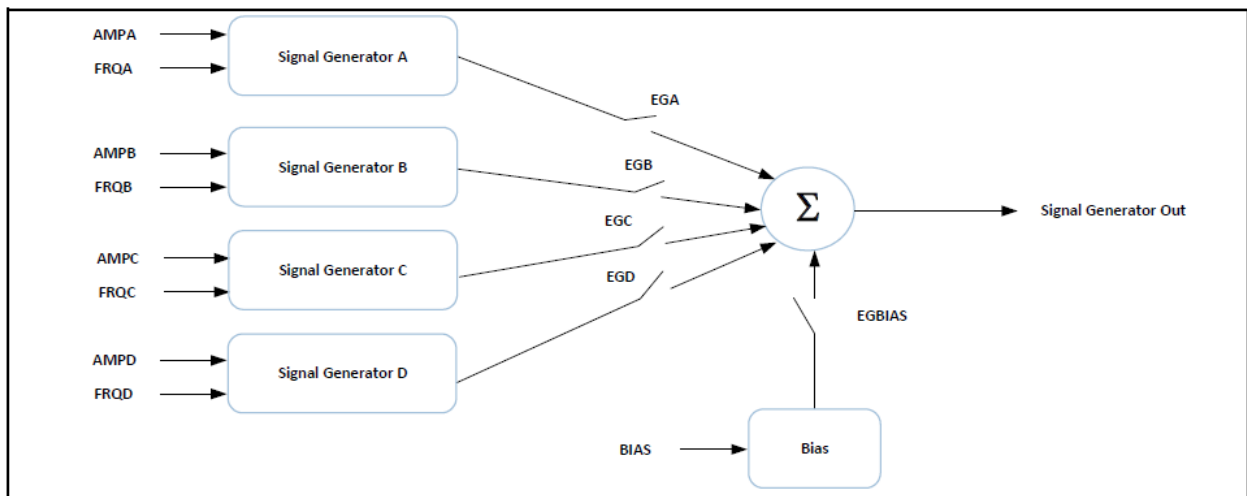 AMPA
FRQA
Signal Generator A
EGA
AMPB
FRQB
Signal Generator B
EGB
AMPC
FRQC
Signal Generator C
EGC
AMPD
FRQD
Signal Generator D
EGD
Σ
Signal Generator Out
EGBIAS
BIAS
Bias